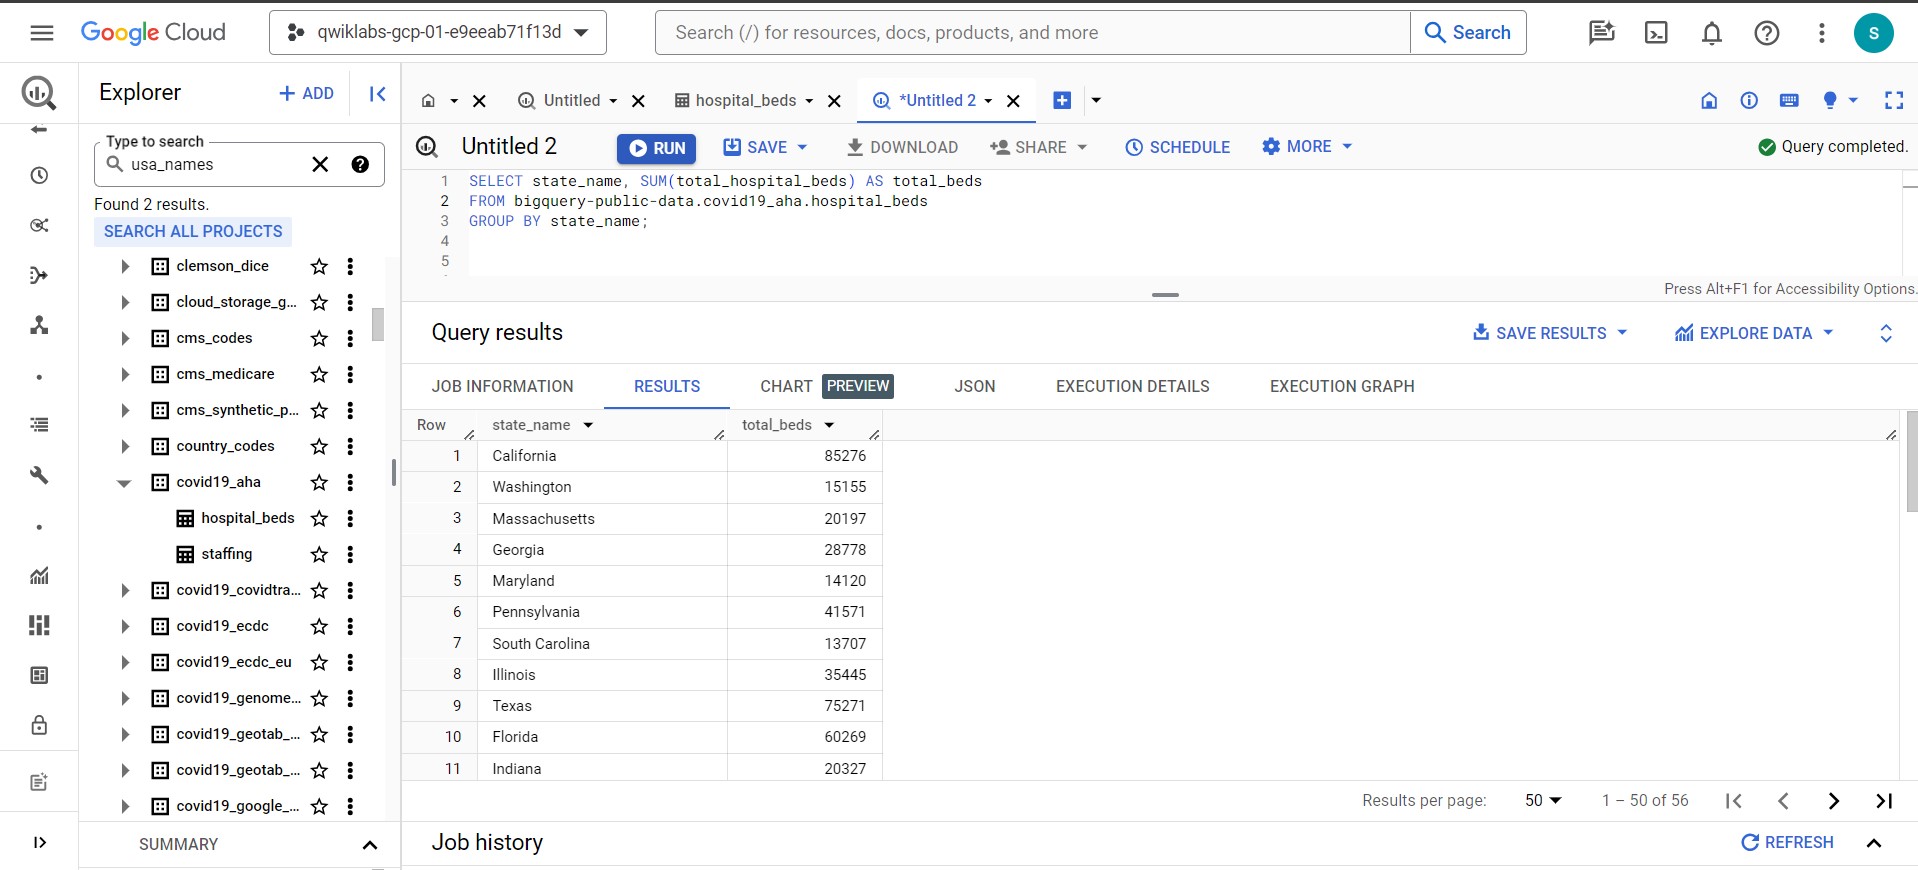 Google Cloud
qwiklabs-gcp-01-e9eeab71f13d
Search (/) for resources, docs, products, and more
Search
S
Explorer
+ ADD
Type to search
usa_names
Found 2 results.
SEARCH ALL PROJECTS
clemson_dice
cloud_storage_g...
cms_codes
cms_medicare
cms_synthetic_p...
country_codes
covid19_aha
hospital_beds
staffing
covid19_covidtra...
covid19_ecdc
covid19_ecdc_eu
covid19_genome...
covid19_geotab_...
covid19_geotab_...
covid19_google_...
SUMMARY
Untitled
hospital_beds
*Untitled 2
Untitled 2
RUN
SAVE
DOWNLOAD
SHARE
SCHEDULE
MORE
Query completed.
1 SELECT state_name, SUM(total_hospital_beds) AS total_beds
2 FROM bigquery-public-data.covid19_aha.hospital_beds
3 GROUP BY state_name;
4
5
Press Alt+F1 for Accessibility Options.
Query results
SAVE RESULTS
EXPLORE DATA
JOB INFORMATION
RESULTS
CHART PREVIEW
JSON
EXECUTION DETAILS
EXECUTION GRAPH
Row state_name total_beds
1 California 85276
2 Washington 15155
3 Massachusetts 20197
4 Georgia 28778
5 Maryland 14120
6 Pennsylvania 41571
7 South Carolina 13707
8 Illinois 35445
9 Texas 75271
10 Florida 60269
11 Indiana 20327
Results per page: 50 1 – 50 of 56
Job history
REFRESH